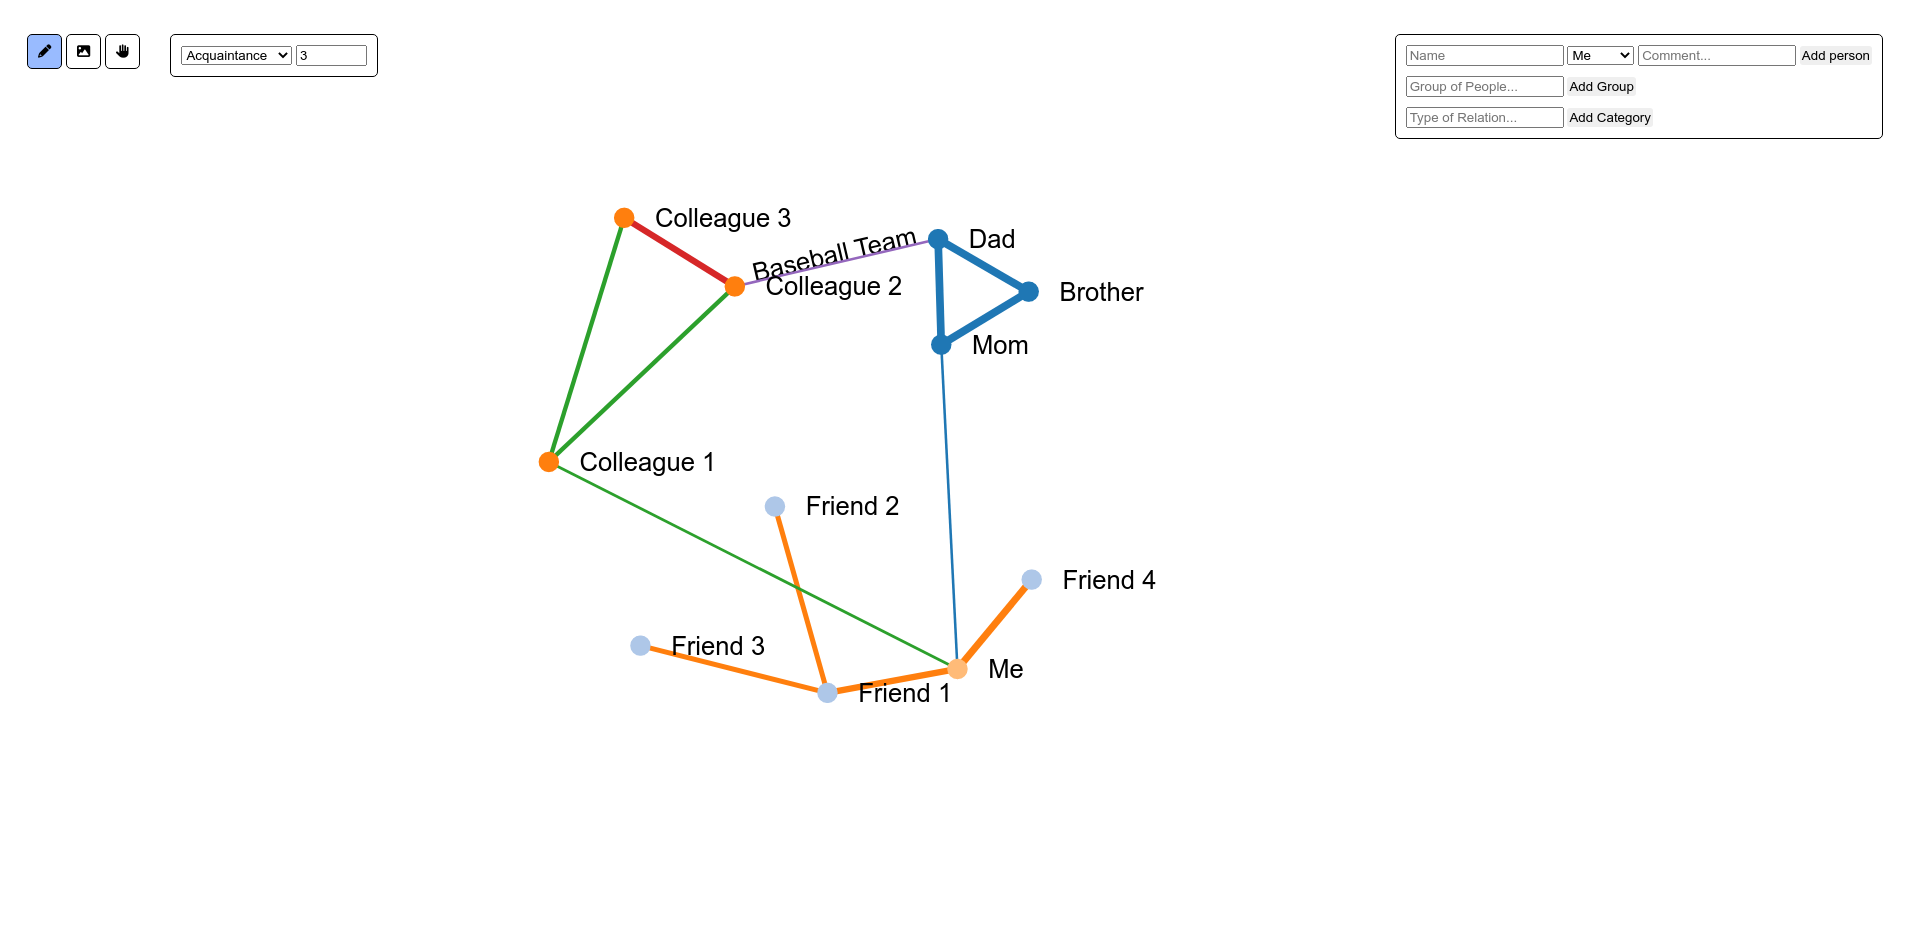 Acquaintance 3
Name Me Comment... Add person
Group of People... Add Group
Type of Relation... Add Category
Colleague 3
Baseball Team
Dad
Colleague 2
Brother
Mom
Colleague 1
Friend 2
Friend 4
Friend 3
Me
Friend 1